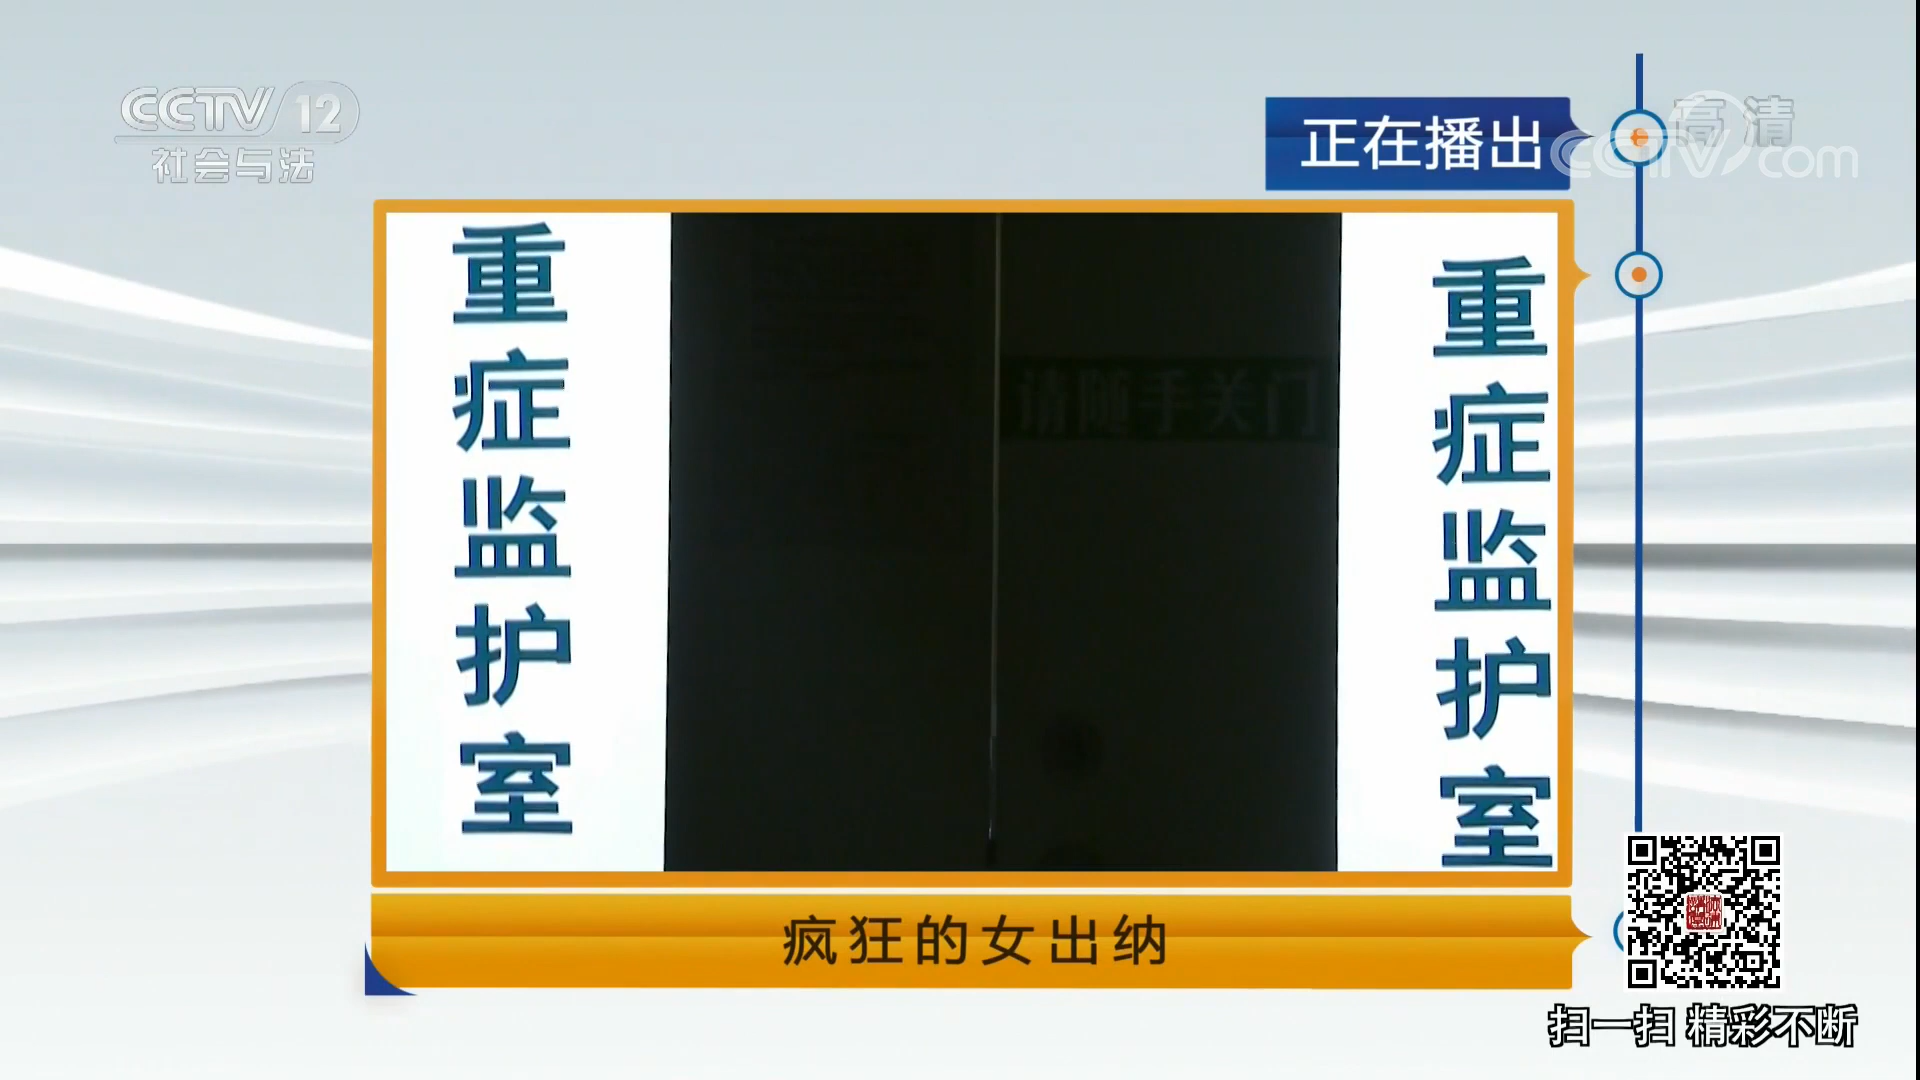 CCTV 12
社会与法
正在播出
高清
CCTV.com
重症监护室
请随手关门
重症监护室
疯狂的女出纳
扫一扫 精彩不断